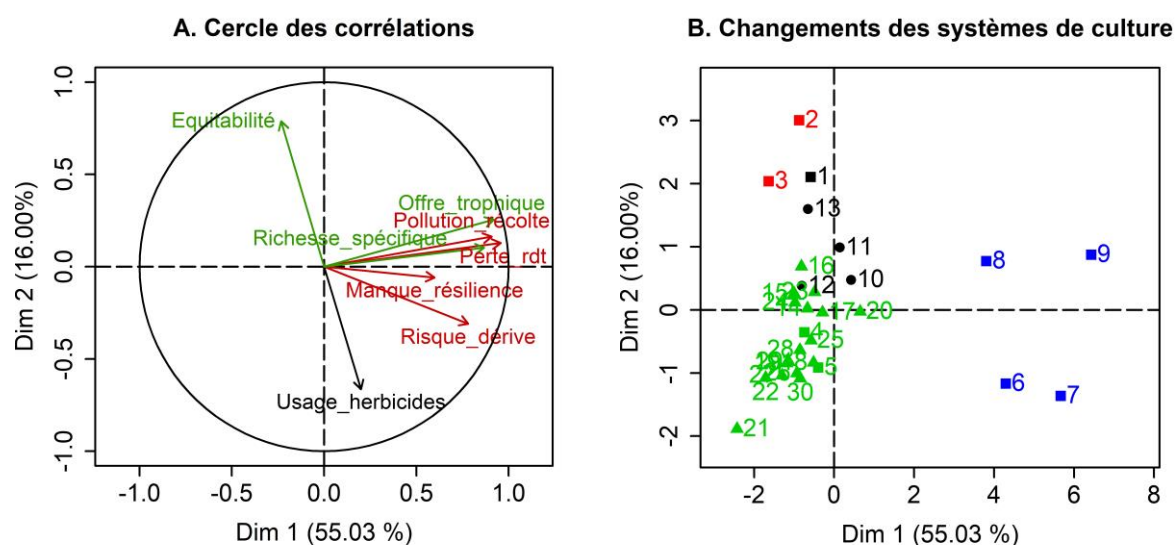 A. Cercle des corrélations
Dim 2 (16.00%)
1.0
0.5
0.0
-0.5
-1.0
Equitabilité
Offre_trophique
Pollution_récolte
Richesse_spécifique
Perte_rdt
Manque_résilience
Risque_dérive
Usage_herbicides
-1.0 -0.5 0.0 0.5 1.0
Dim 1 (55.03 %)
B. Changements des systèmes de culture
Dim 2 (16.00%)
3
2
1
0
-1
-2
2
3
1
13
11
16
8
9
10
12
15
17
20
4
25
28
5
6
7
22
30
21
-2 0 2 4 6 8
Dim 1 (55.03 %)